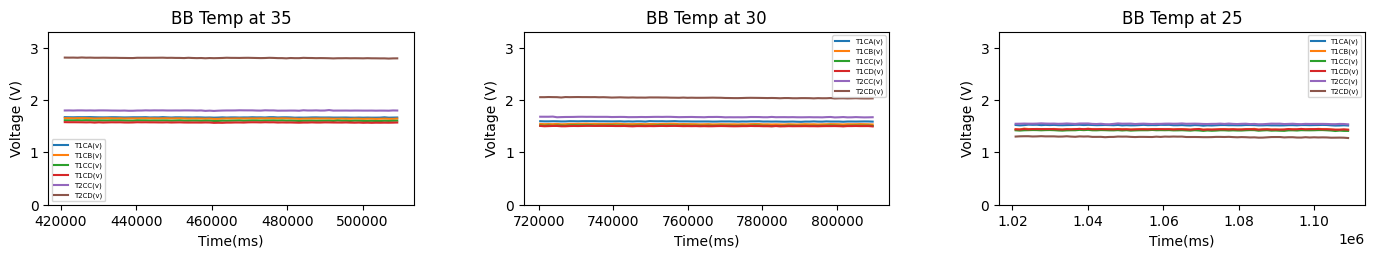 BB Temp at 35
Voltage (V)
3
2
1
0
T1CA(v)
T1CB(v)
T1CC(v)
T1CD(v)
T2CC(v)
T2CD(v)
420000 440000 460000 480000 500000
Time(ms)
BB Temp at 30
Voltage (V)
3
2
1
0
T1CA(v)
T1CB(v)
T1CC(v)
T1CD(v)
T2CC(v)
T2CD(v)
720000 740000 760000 780000 800000
Time(ms)
BB Temp at 25
Voltage (V)
3
2
1
0
T1CA(v)
T1CB(v)
T1CC(v)
T1CD(v)
T2CC(v)
T2CD(v)
1.02 1.04 1.06 1.08 1.10
Time(ms)
1e6